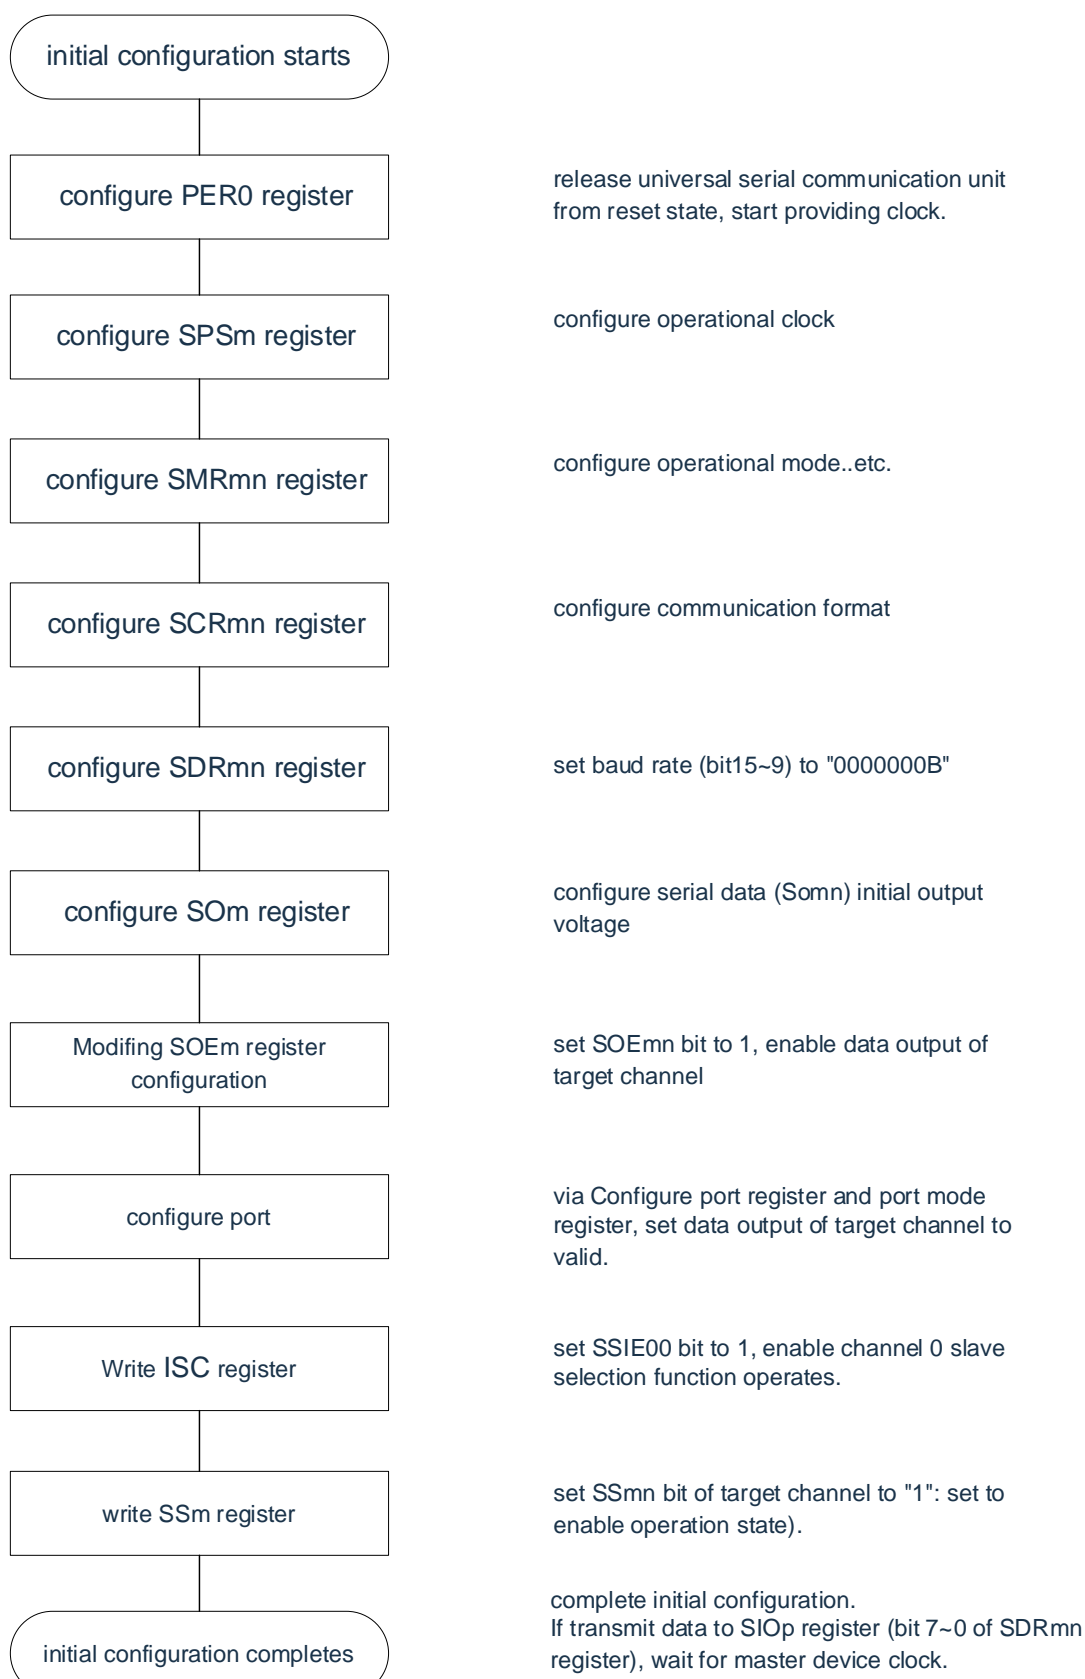 initial configuration starts
configure PER0 register
release universal serial communication unit
from reset state, start providing clock.
configure SPSm register
configure operational clock
configure SMRmn register
configure operational mode..etc.
configure SCRmn register
configure communication format
configure SDRmn register
set baud rate (bit15~9) to "0000000B"
configure SOm register
configure serial data (Somn) initial output
voltage
Modifing SOEm register
configuration
set SOEmn bit to 1, enable data output of
target channel
configure port
via Configure port register and port mode
register, set data output of target channel to
valid.
Write ISC register
set SSIE00 bit to 1, enable channel 0 slave
selection function operates.
write SSm register
set SSmn bit of target channel to "1": set to
enable operation state).
initial configuration completes
complete initial configuration.
If transmit data to SIOp register (bit 7~0 of SDRmn
register), wait for master device clock.